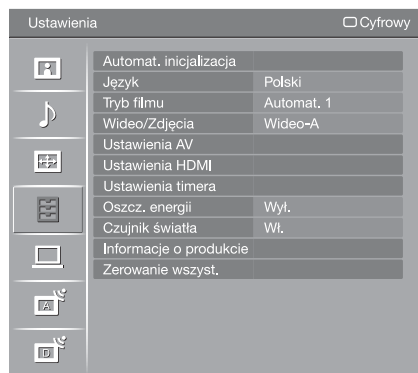 Ustawienia Cyfrowy
Automat. inicjalizacja
Język Polski
Tryb filmu Automat. 1
Wideo/Zdjęcia Wideo-A
Ustawienia AV
Ustawienia HDMI
Ustawienia timera
Oszcz. energii Wył.
Czujnik światła Wł.
Informacje o produkcie
Zerowanie wszyst.
A
D